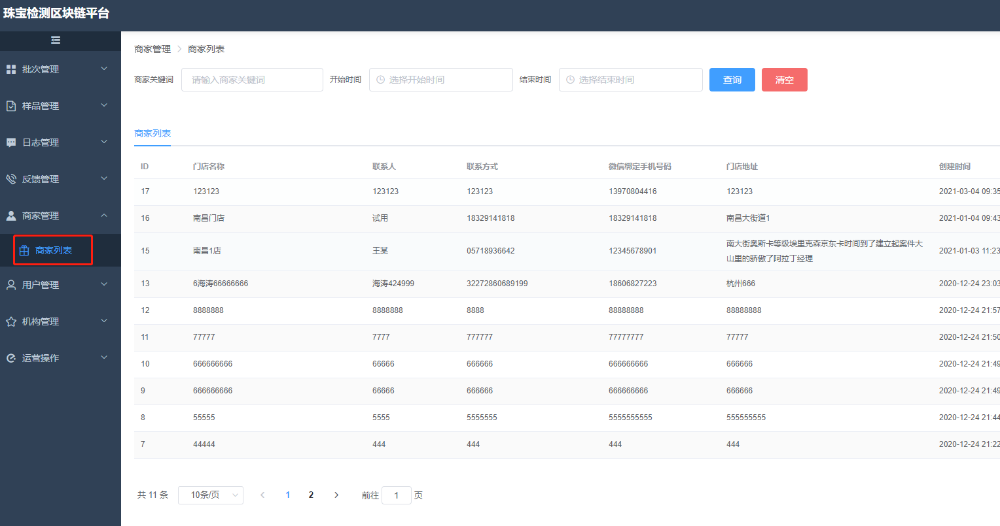 珠宝检测区块链平台
批次管理
样品管理
日志管理
反馈管理
商家管理
商家列表
用户管理
机构管理
运营操作
商家管理 > 商家列表
商家关键词 请输入商家关键词 开始时间 选择开始时间 结束时间 选择结束时间 查询 清空
商家列表
ID 门店名称 联系人 联系方式 微信绑定手机号码 门店地址 创建时间
17 123123 123123 123123 13970804416 123123 2021-03-04 09:35
16 南昌门店 试用 18329141818 18329141818 南昌大街道1 2021-01-04 09:43
15 南昌1店 王某 05718936642 12345678901 南大街奥斯卡等级埃里克森京东卡时间到了建立起案件大 2021-01-03 11:23
山里的骄傲了阿拉丁经理
13 6海涛66666666 海涛424999 32272860689199 18606827223 杭州666 2020-12-24 23:03
12 8888888 8888888 8888 88888888 88888888 2020-12-24 21:57
11 77777 7777 777777 77777777 77777 2020-12-24 21:50
10 666666666 66666 666666 666666666 666666 2020-12-24 21:49
9 666666666 66666 666666 666666666 666666 2020-12-24 21:49
8 55555 5555 5555555 5555555555 555555555 2020-12-24 21:44
7 44444 444 444 444 444 2020-12-24 21:22
共 11 条 10条/页 < 1 2 > 前往 1 页